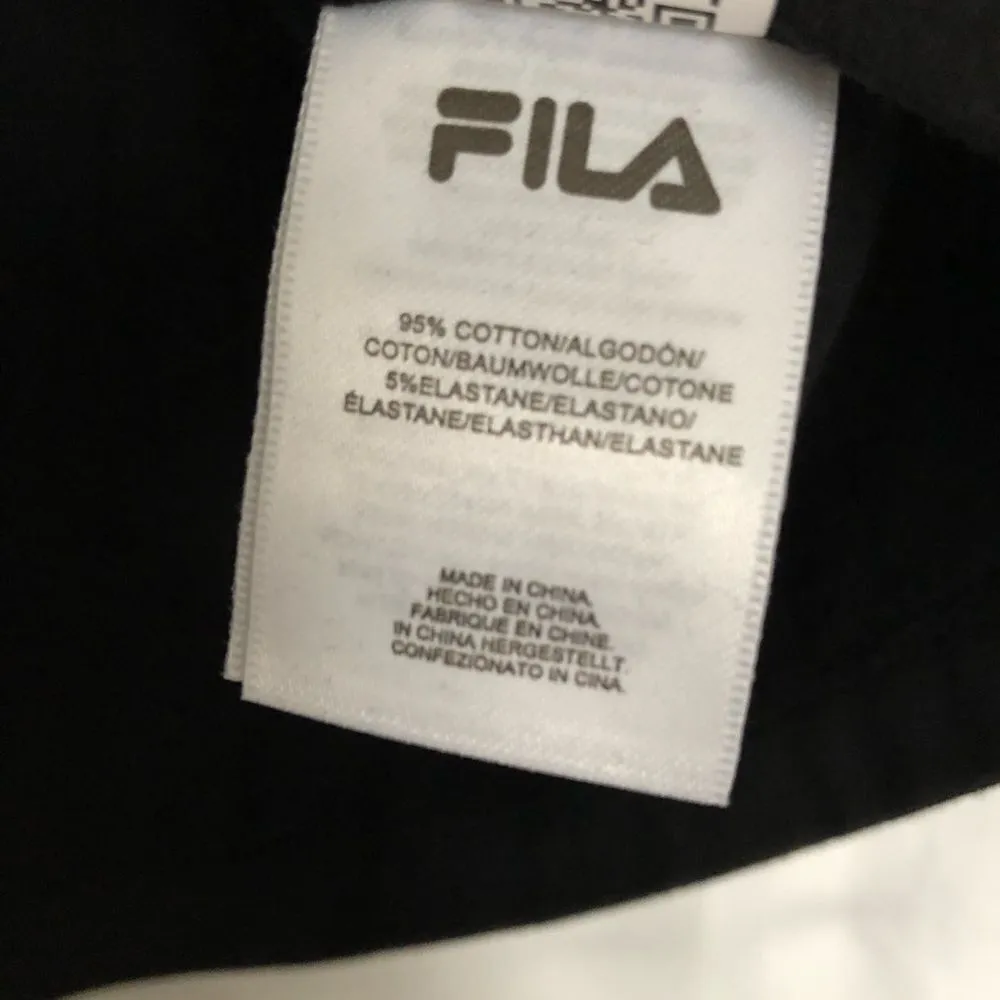 FILA
95% COTTON/ALGODÓN/
COTON/BAUMWOLLE/COTONE
5%ELASTANE/ELASTANO/
ÉLASTANE/ELASTHAN/ELASTANE
MADE IN CHINA.
HECHO EN CHINA.
FABRIQUÉ EN CHINE.
IN CHINA HERGESTELLT.
CONFEZIONATO IN CINA.